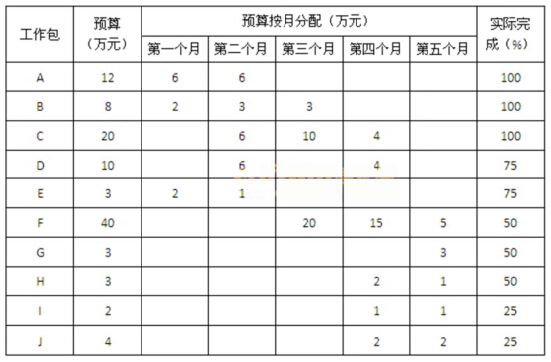 工作包 预算（万元） 预算按月分配（万元） 实际完成（%）
第一个月 第二个月 第三个月 第四个月 第五个月
A 12 6 6 100
B 8 2 3 3 100
C 20 6 10 4 100
D 10 6 4 75
E 3 2 1 75
F 40 20 15 5 50
G 3 3 50
H 3 2 1 50
I 2 1 1 25
J 4 2 2 25